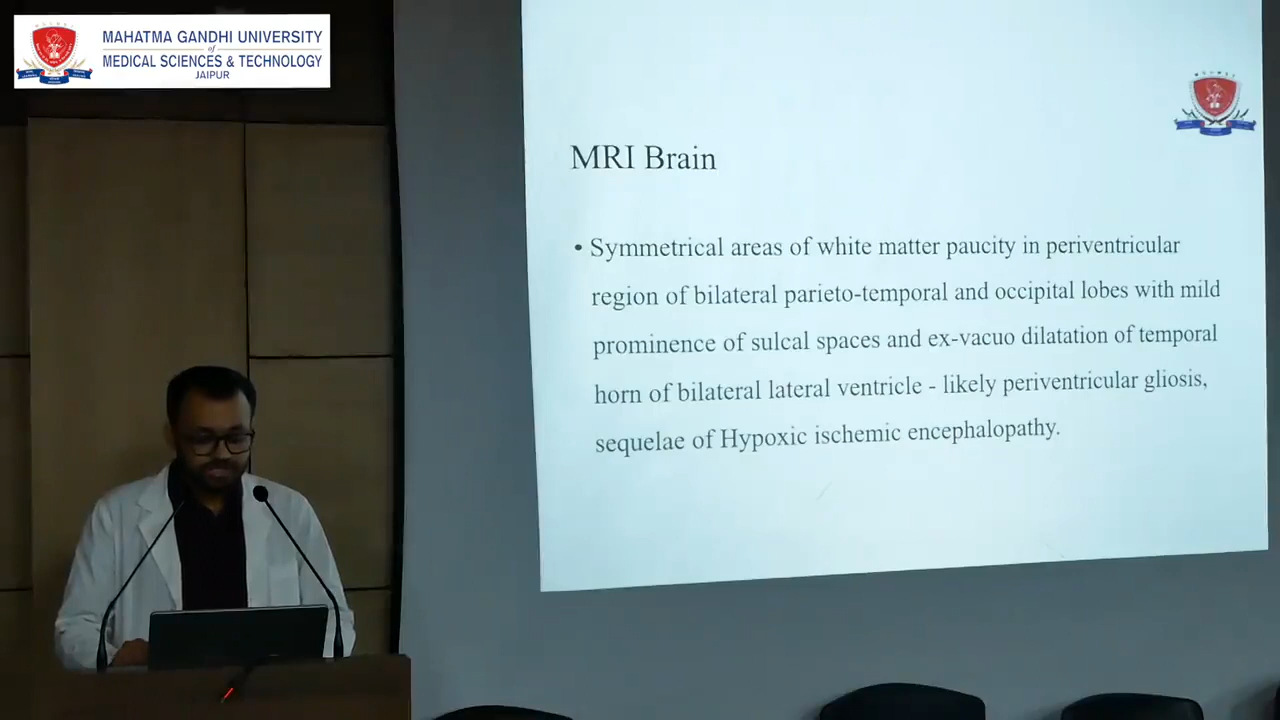 MAHATMA GANDHI UNIVERSITY
of
MEDICAL SCIENCES & TECHNOLOGY
JAIPUR
MRI Brain
• Symmetrical areas of white matter paucity in periventricular
region of bilateral parieto-temporal and occipital lobes with mild
prominence of sulcal spaces and ex-vacuo dilatation of temporal
horn of bilateral lateral ventricle - likely periventricular gliosis,
sequelae of Hypoxic ischemic encephalopathy.